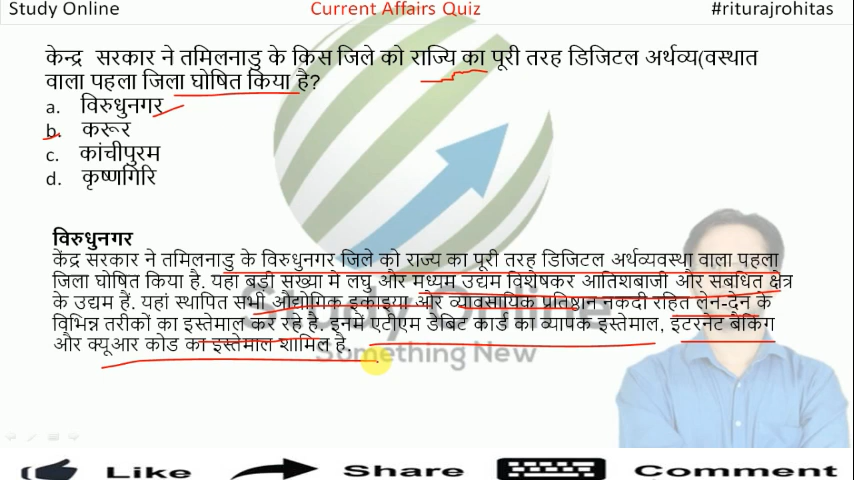 Study Online
Current Affairs Quiz
#riturajrohitas
केन्द्र सरकार ने तमिलनाडु के किस जिले को राज्यि का पूरी तरह डिजिटल अर्थव्य(वस्थात
वाला पहला जिला घोषित किया है?
a. विरुधुनगर
b. करूर
c. कांचीपुरम
d. कृष्णगिरि
विरुधुनगर
केंद्र सरकार ने तमिलनाडु के विरुधुनगर जिले को राज्य का पूरी तरह डिजिटल अर्थव्यवस्था वाला पहला
जिला घोषित किया है. यहां बड़ी संख्या में लघु और मध्यम उद्यम विशेषकर आतिशबाजी और संबंधित क्षेत्र
के उद्यम हैं. यहां स्थापित सभी औद्योगिक इकाइयां और व्यावसायिक प्रतिष्ठान नकदी रहित लेन-देन के
विभिन्न तरीकों का इस्तेमाल कर रहे है. इनमें एटीएम डेबिट कार्ड का व्यापक इस्तेमाल, इंटरनेट बैंकिंग
और क्यूआर कोड का इस्तेमाल शामिल है.
Study Online
Something New
Like
Share
Comment